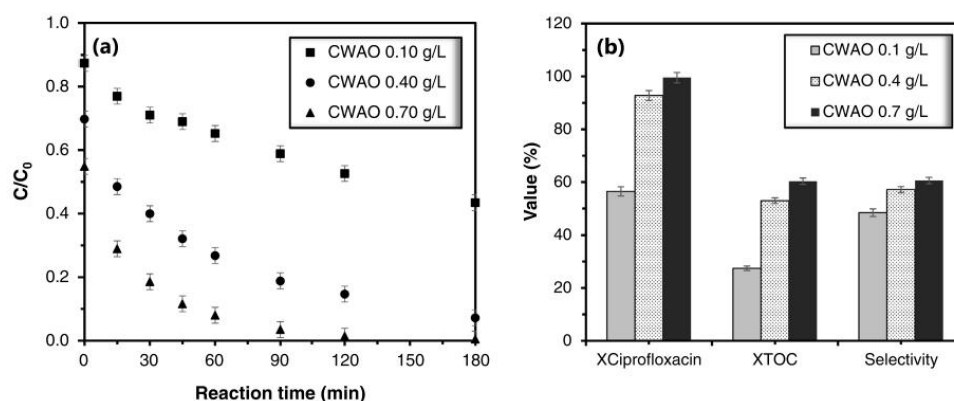 (a)
CWAO 0.10 g/L
CWAO 0.40 g/L
CWAO 0.70 g/L
C/C0
1.0
0.8
0.6
0.4
0.2
0.0
0 30 60 90 120 150 180
Reaction time (min)
(b)
CWAO 0.1 g/L
CWAO 0.4 g/L
CWAO 0.7 g/L
Value (%)
120
100
80
60
40
20
0
XCiprofloxacin XTOC Selectivity